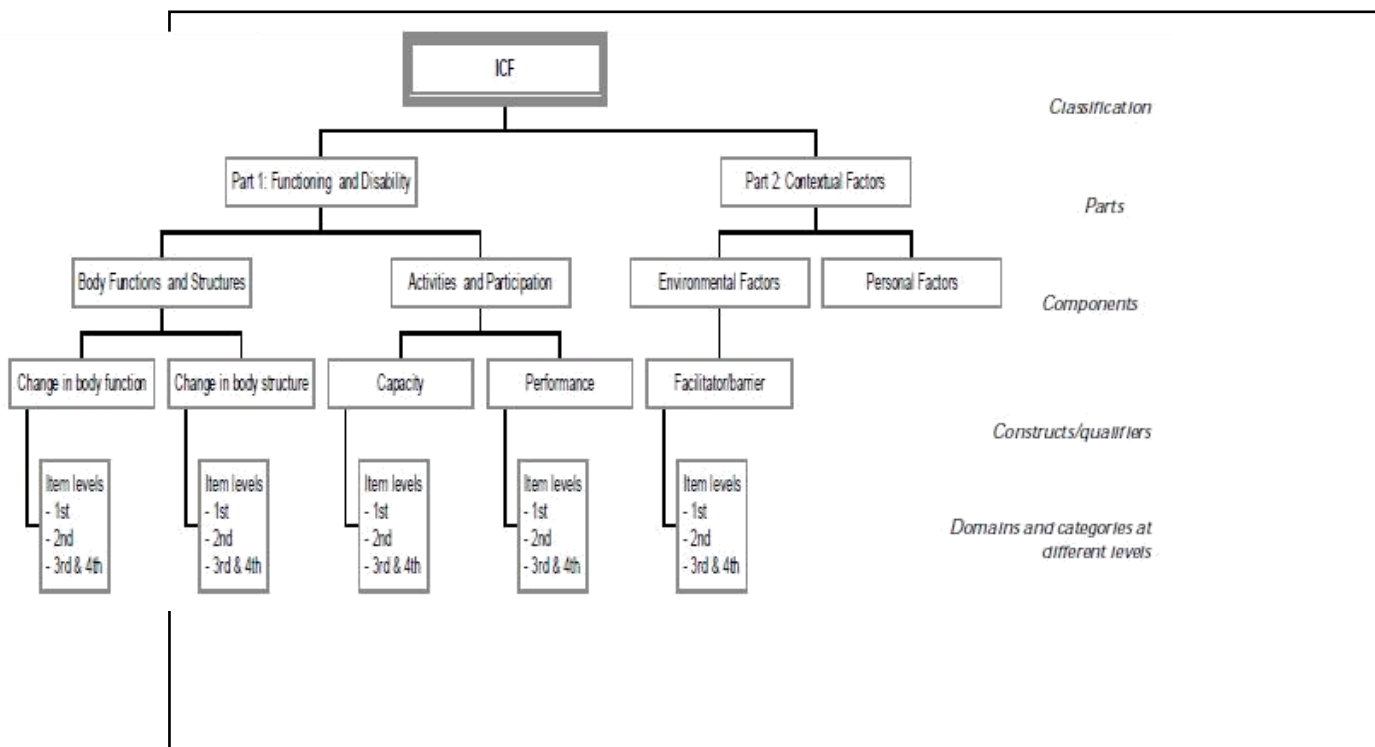 ICF
Classification
Part 1: Functioning and Disability
Part 2: Contextual Factors
Parts
Body Functions and Structures
Activities and Participation
Environmental Factors
Personal Factors
Components
Change in body function
Change in body structure
Capacity
Performance
Facilitator/barrier
Constructs/qualifiers
Item levels
- 1st
- 2nd
- 3rd & 4th
Item levels
- 1st
- 2nd
- 3rd & 4th
Item levels
- 1st
- 2nd
- 3rd & 4th
Item levels
- 1st
- 2nd
- 3rd & 4th
Item levels
- 1st
- 2nd
- 3rd & 4th
Domains and categories at
different levels